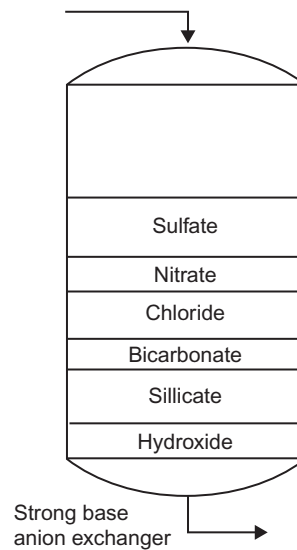 Sulfate
Nitrate
Chloride
Bicarbonate
Sillicate
Hydroxide
Strong base
anion exchanger